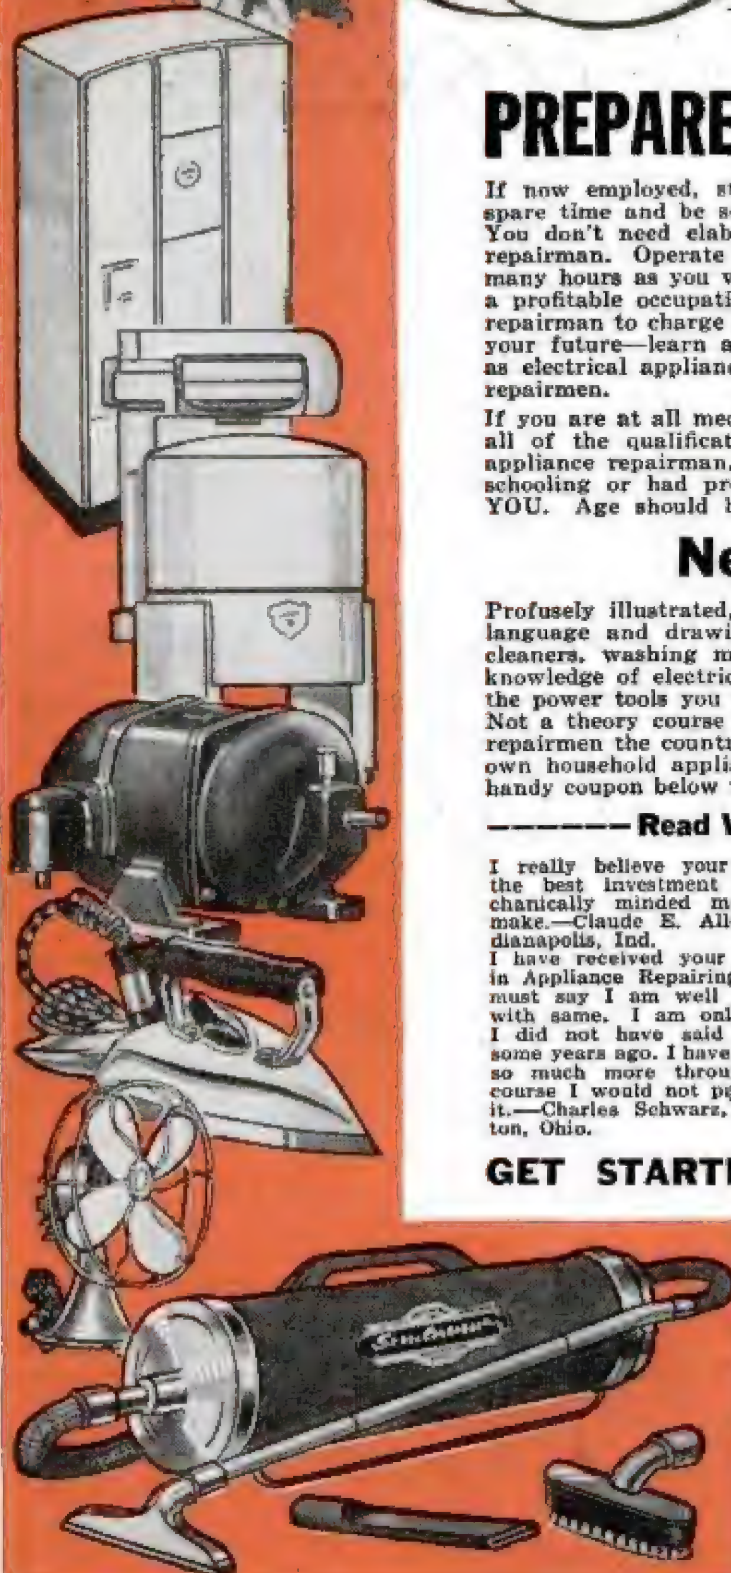 PREPARE
If now employed, st
spare time and be s
You don't need elab
repairman. Operate
many hours as you w
a profitable occupati
repairman to charge
your future—learn a
as electrical applianc
repairmen.
If you are at all mec
all of the qualificat
appliance repairman,
schooling or had pr
YOU. Age should b
Ne
Profusely illustrated,
language and drawi
cleaners, washing m
knowledge of electric
the power tools you
Not a theory course
repairmen the countr
own household appli
handy coupon below
------Read W
I really believe your
the best investment
chanically minded m
make.—Claude E. All
dianapolis, Ind.
I have received your
in Appliance Repairing
must say I am well
with same. I am onl
I did not have said
some years ago. I have
so much more throu
course I would not pa
it.—Charles Schwarz,
ton, Ohio.
GET STARTE